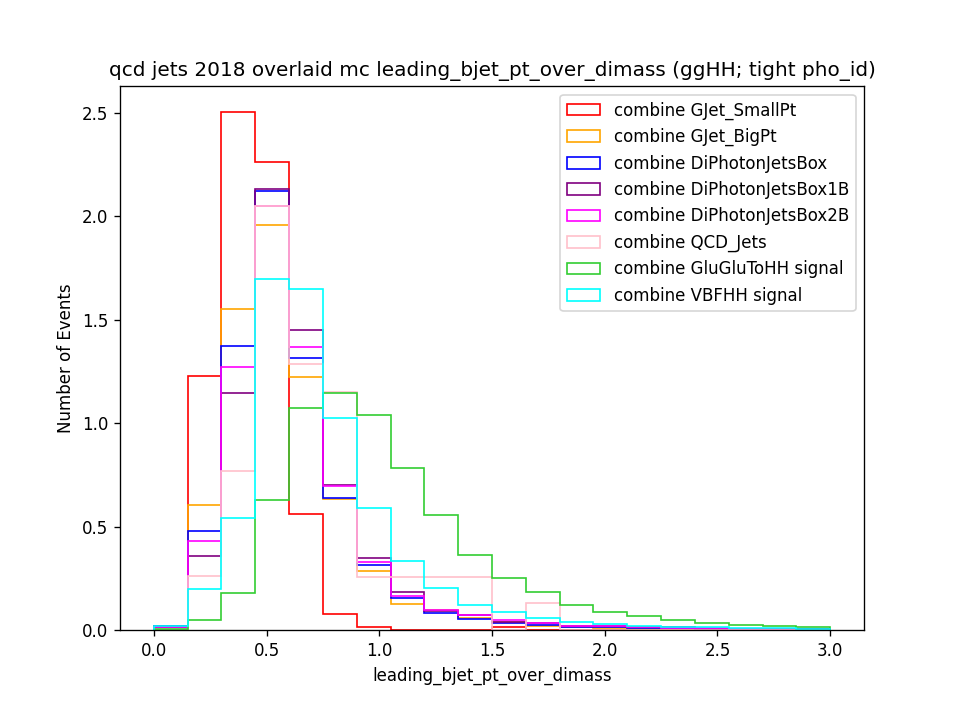 qcd jets 2018 overlaid mc leading_bjet_pt_over_dimass (ggHH; tight pho_id)
combine GJet_SmallPt
combine GJet_BigPt
combine DiPhotonJetsBox
combine DiPhotonJetsBox1B
combine DiPhotonJetsBox2B
combine QCD_Jets
combine GluGluToHH signal
combine VBFHH signal
Number of Events
2.5
2.0
1.5
1.0
0.5
0.0
0.0 0.5 1.0 1.5 2.0 2.5 3.0
leading_bjet_pt_over_dimass